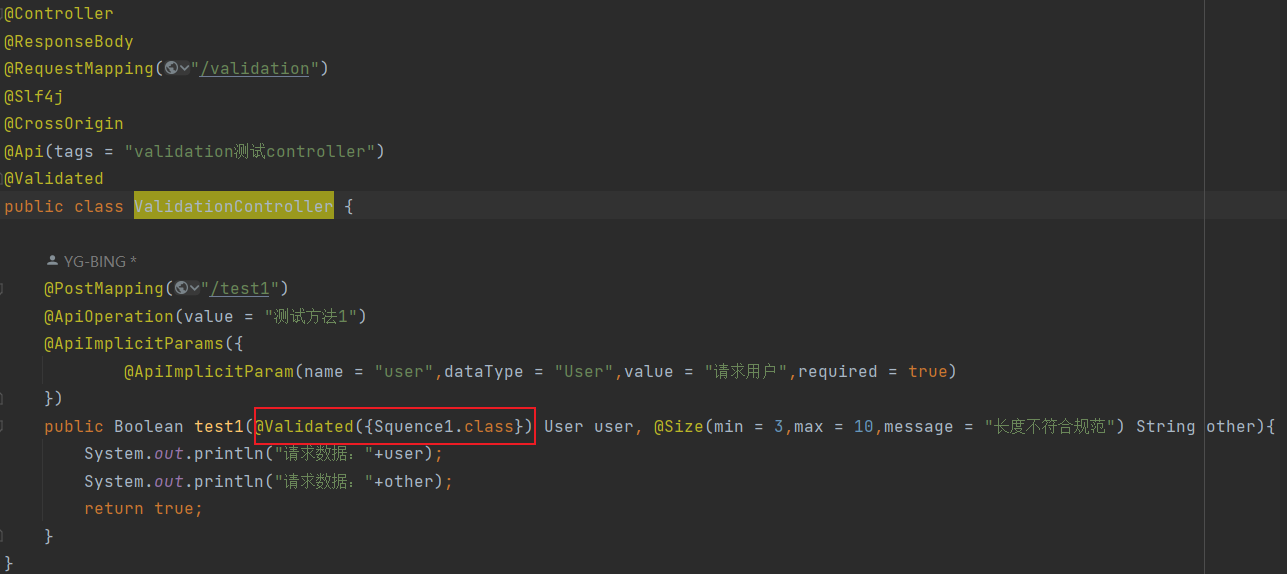 @Controller
@ResponseBody
@RequestMapping("/validation")
@Slf4j
@CrossOrigin
@Api(tags = "validation测试controller")
@Validated
public class ValidationController {
YG-BING *
@PostMapping("/test1")
@ApiOperation(value = "测试方法1")
@ApiImplicitParams({
@ApiImplicitParam(name = "user",dataType = "User",value = "请求用户",required = true)
})
public Boolean test1(@Validated({Squence1.class}) User user, @Size(min = 3,max = 10,message = "长度不符合规范") String other){
System.out.println("请求数据："+user);
System.out.println("请求数据："+other);
return true;
}
}